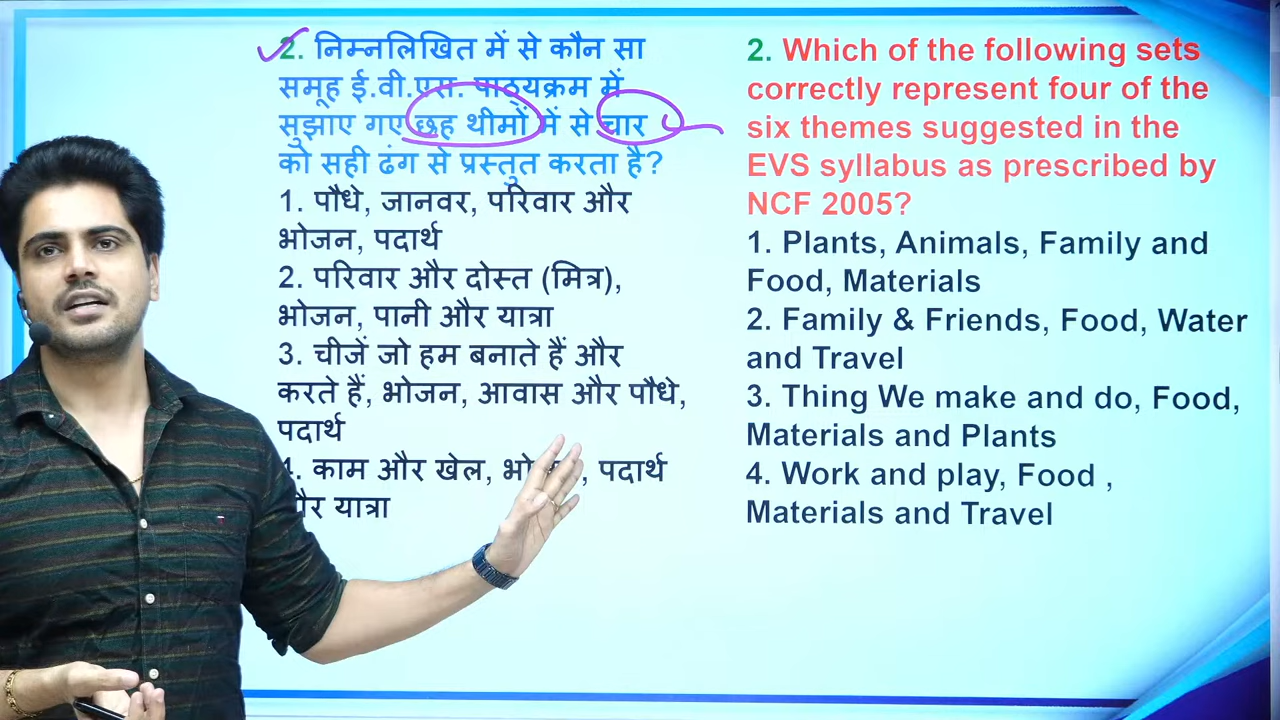 2. निम्नलिखित में से कौन सा
समूह ई.वी.एस. पाठ्यक्रम में
सुझाए गए छह थीमों में से चार
को सही ढंग से प्रस्तुत करता है?
1. पौधे, जानवर, परिवार और
भोजन, पदार्थ
2. परिवार और दोस्त (मित्र),
भोजन, पानी और यात्रा
3. चीजें जो हम बनाते हैं और
करते हैं, भोजन, आवास और पौधे,
पदार्थ
4. काम और खेल, पदार्थ
और यात्रा
2. Which of the following sets
correctly represent four of the
six themes suggested in the
EVS syllabus as prescribed by
NCF 2005?
1. Plants, Animals, Family and
Food, Materials
2. Family & Friends, Food, Water
and Travel
3. Thing We make and do, Food,
Materials and Plants
4. Work and play, Food ,
Materials and Travel